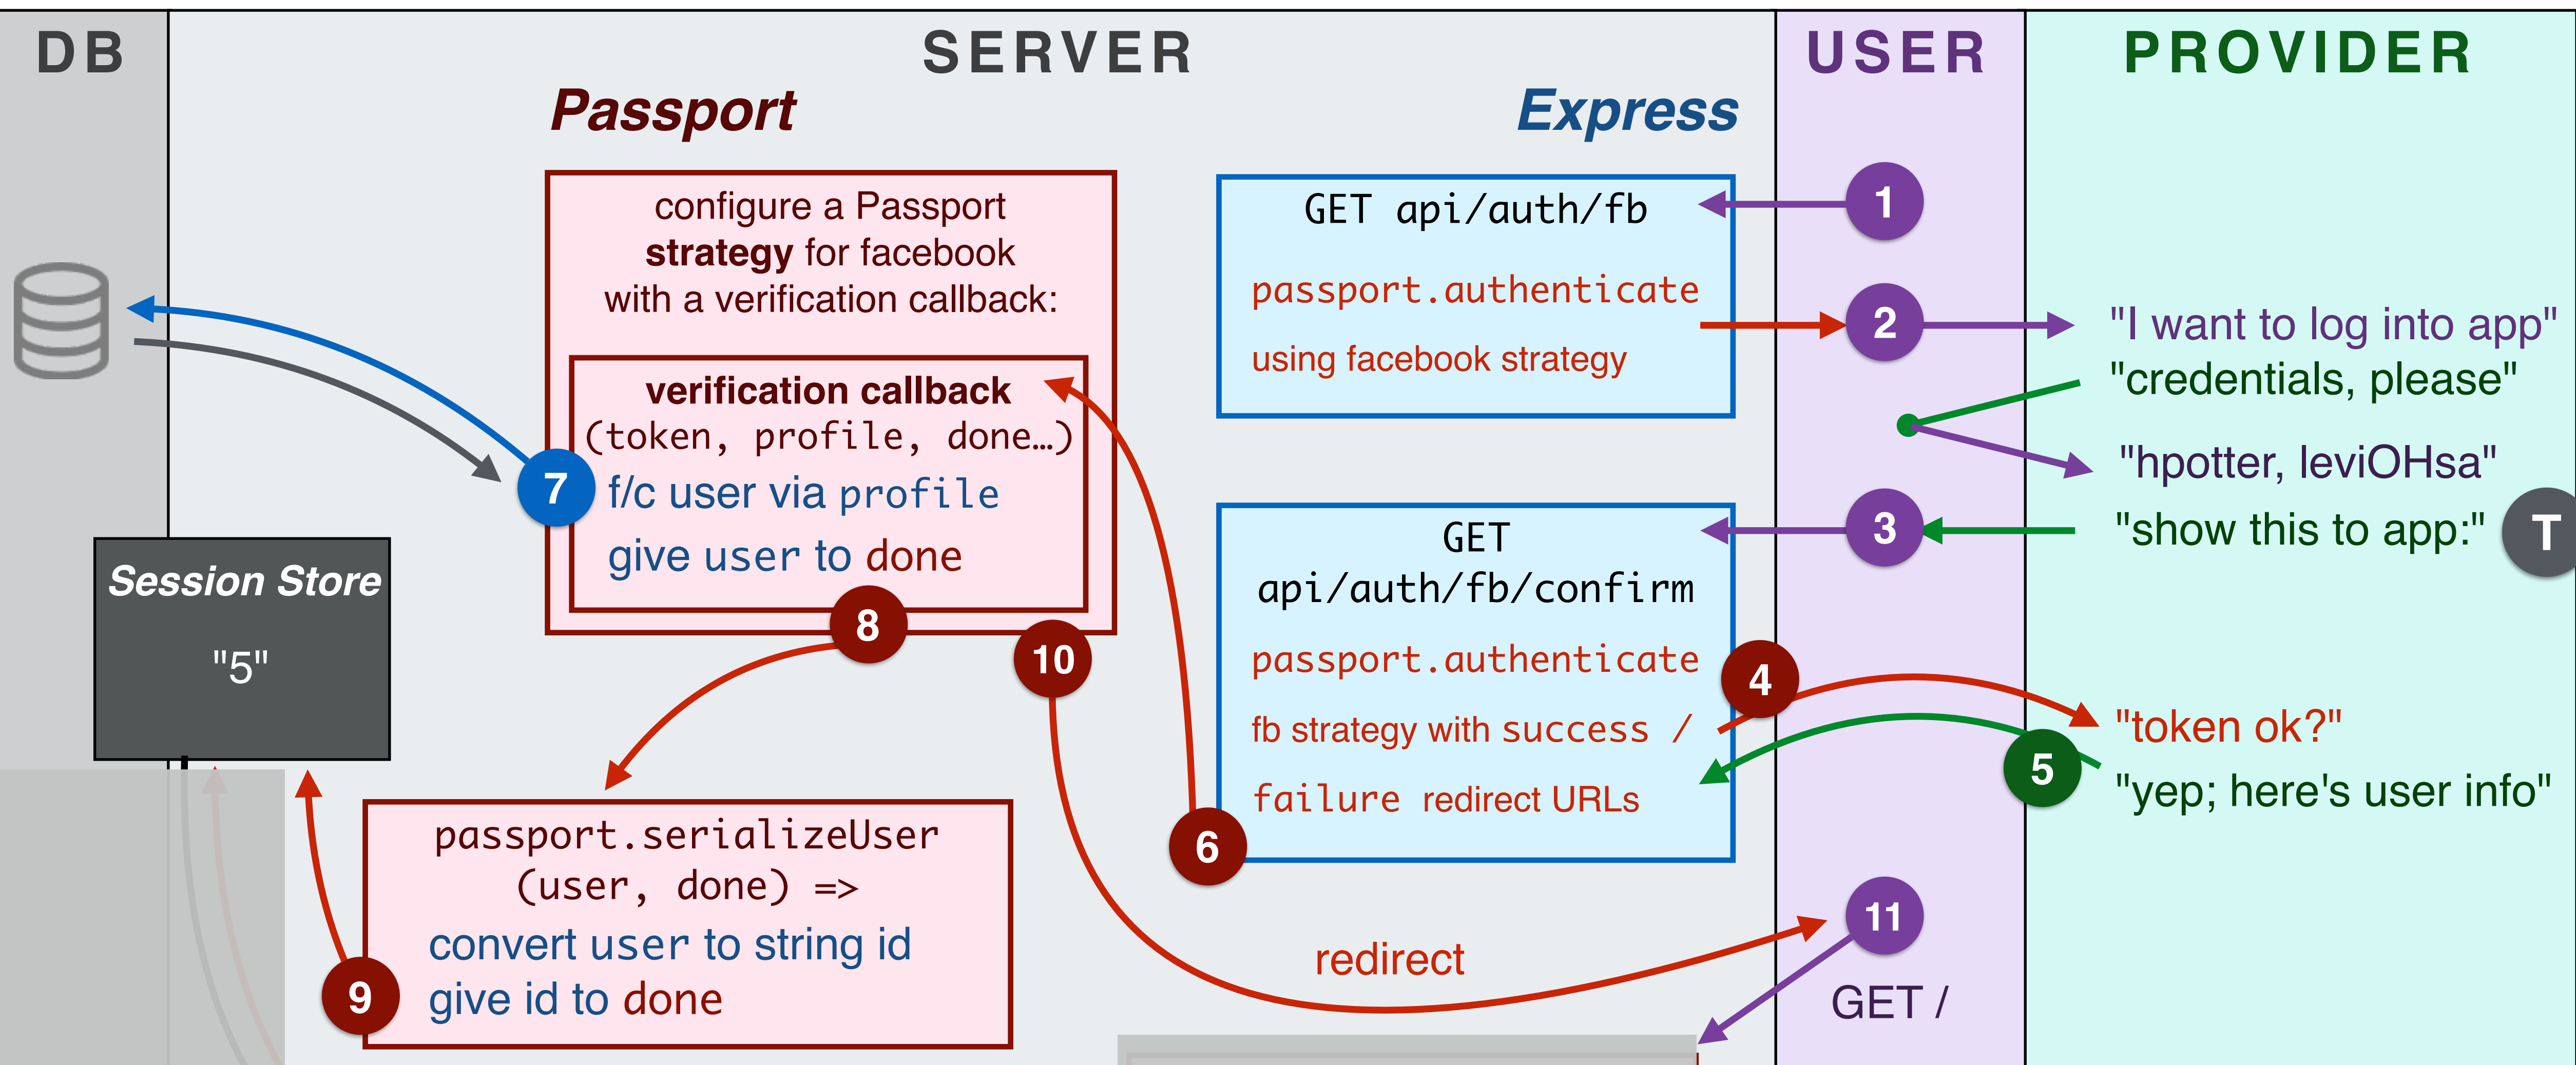 DB
SERVER
USER
PROVIDER
Passport
Express
configure a Passport
strategy for facebook
with a verification callback:
verification callback
(token, profile, done…)
7
f/c user via profile
give user to done
8
10
Session Store
"5"
passport.serializeUser
(user, done) =>
convert user to string id
give id to done
9
GET api/auth/fb
passport.authenticate
using facebook strategy
1
2
"I want to log into app"
"credentials, please"
"hpotter, leviOHsa"
3
"show this to app:"
T
GET
api/auth/fb/confirm
passport.authenticate
fb strategy with success /
failure redirect URLs
4
"token ok?"
5
"yep; here's user info"
6
redirect
11
GET /